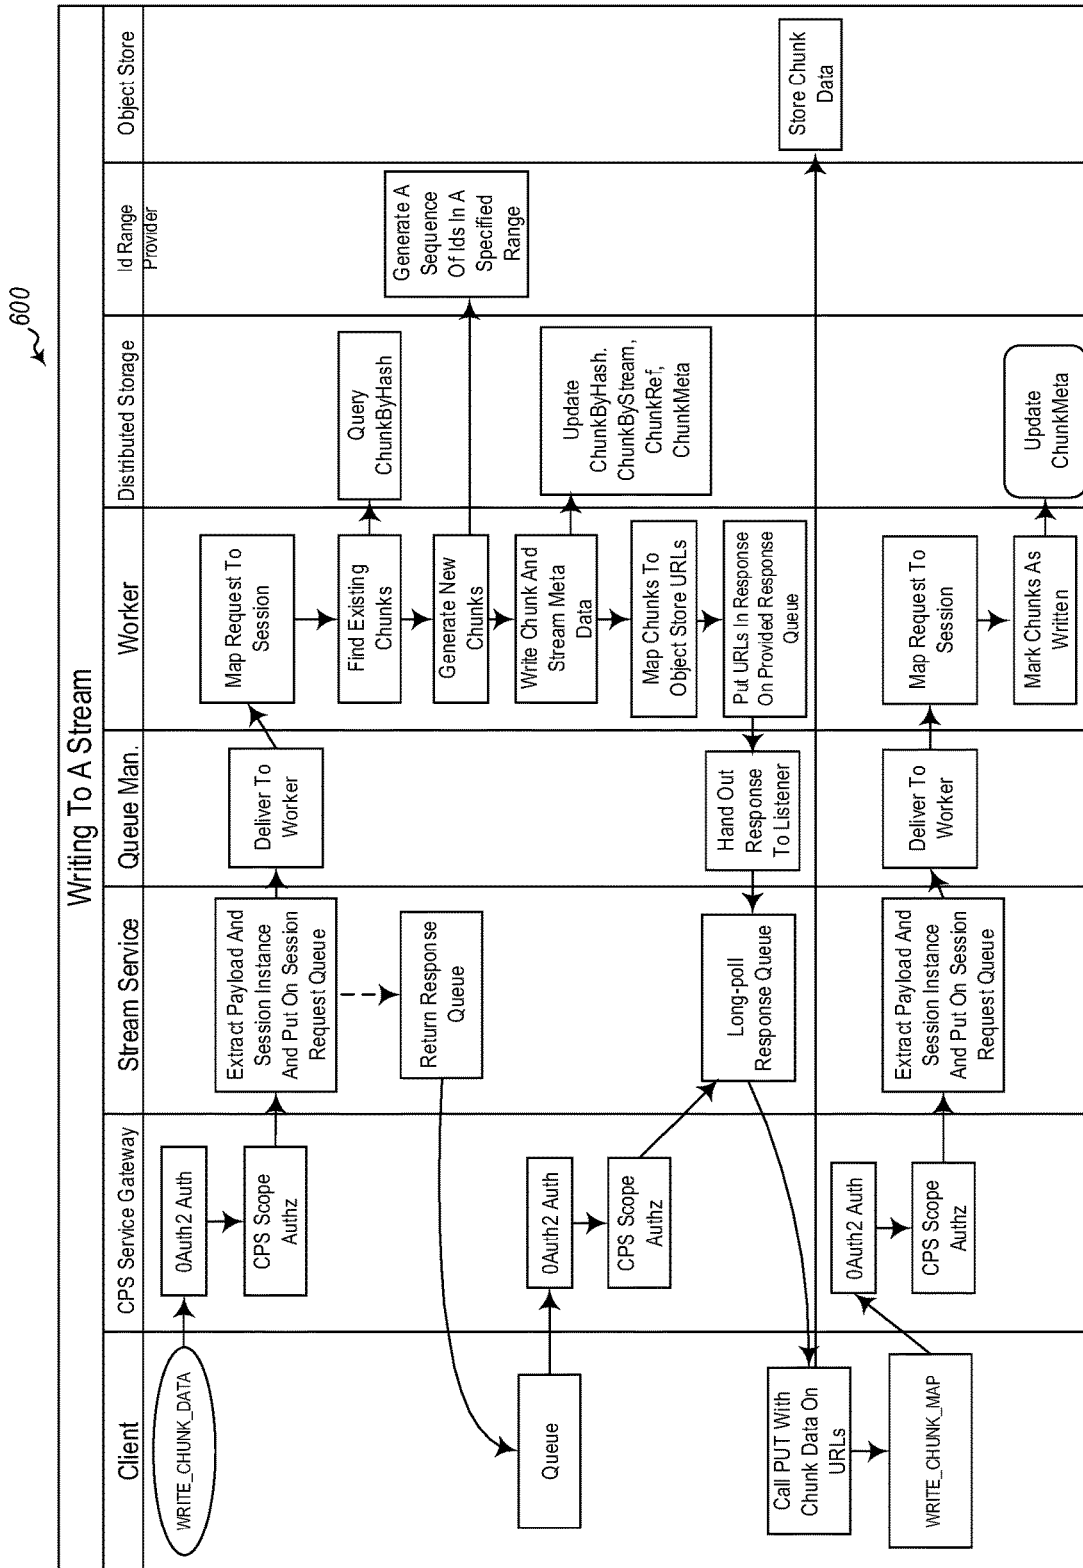 600
Writing To A Stream
Client
CPS Service Gateway
Stream Service
Queue Man.
Worker
Distributed Storage
Id Range
Provider
Object Store
WRITE_CHUNK_DATA
0Auth2 Auth
CPS Scope
Authz
Extract Payload And
Session Instance
And Put On Session
Request Queue
Deliver To
Worker
Map Request To
Session
Return Response
Queue
Find Existing
Chunks
Query
ChunkByHash
Generate New
Chunks
Generate A
Sequence
Of Ids In A
Specified
Range
Write Chunk And
Stream Meta
Data
Update
ChunkByHash.
ChunkByStream,
ChunkRef,
ChunkMeta
Queue
0Auth2 Auth
CPS Scope
Authz
Map Chunks To
Object Store URLs
Put URLs In Response
On Provided Response
Queue
Hand Out
Response
To Listener
Long-poll
Response Queue
Call PUT With
Chunk Data On
URLs
Store Chunk
Data
WRITE_CHUNK_MAP
0Auth2 Auth
CPS Scope
Authz
Extract Payload And
Session Instance
And Put On Session
Request Queue
Deliver To
Worker
Map Request To
Session
Mark Chunks As
Written
Update
ChunkMeta